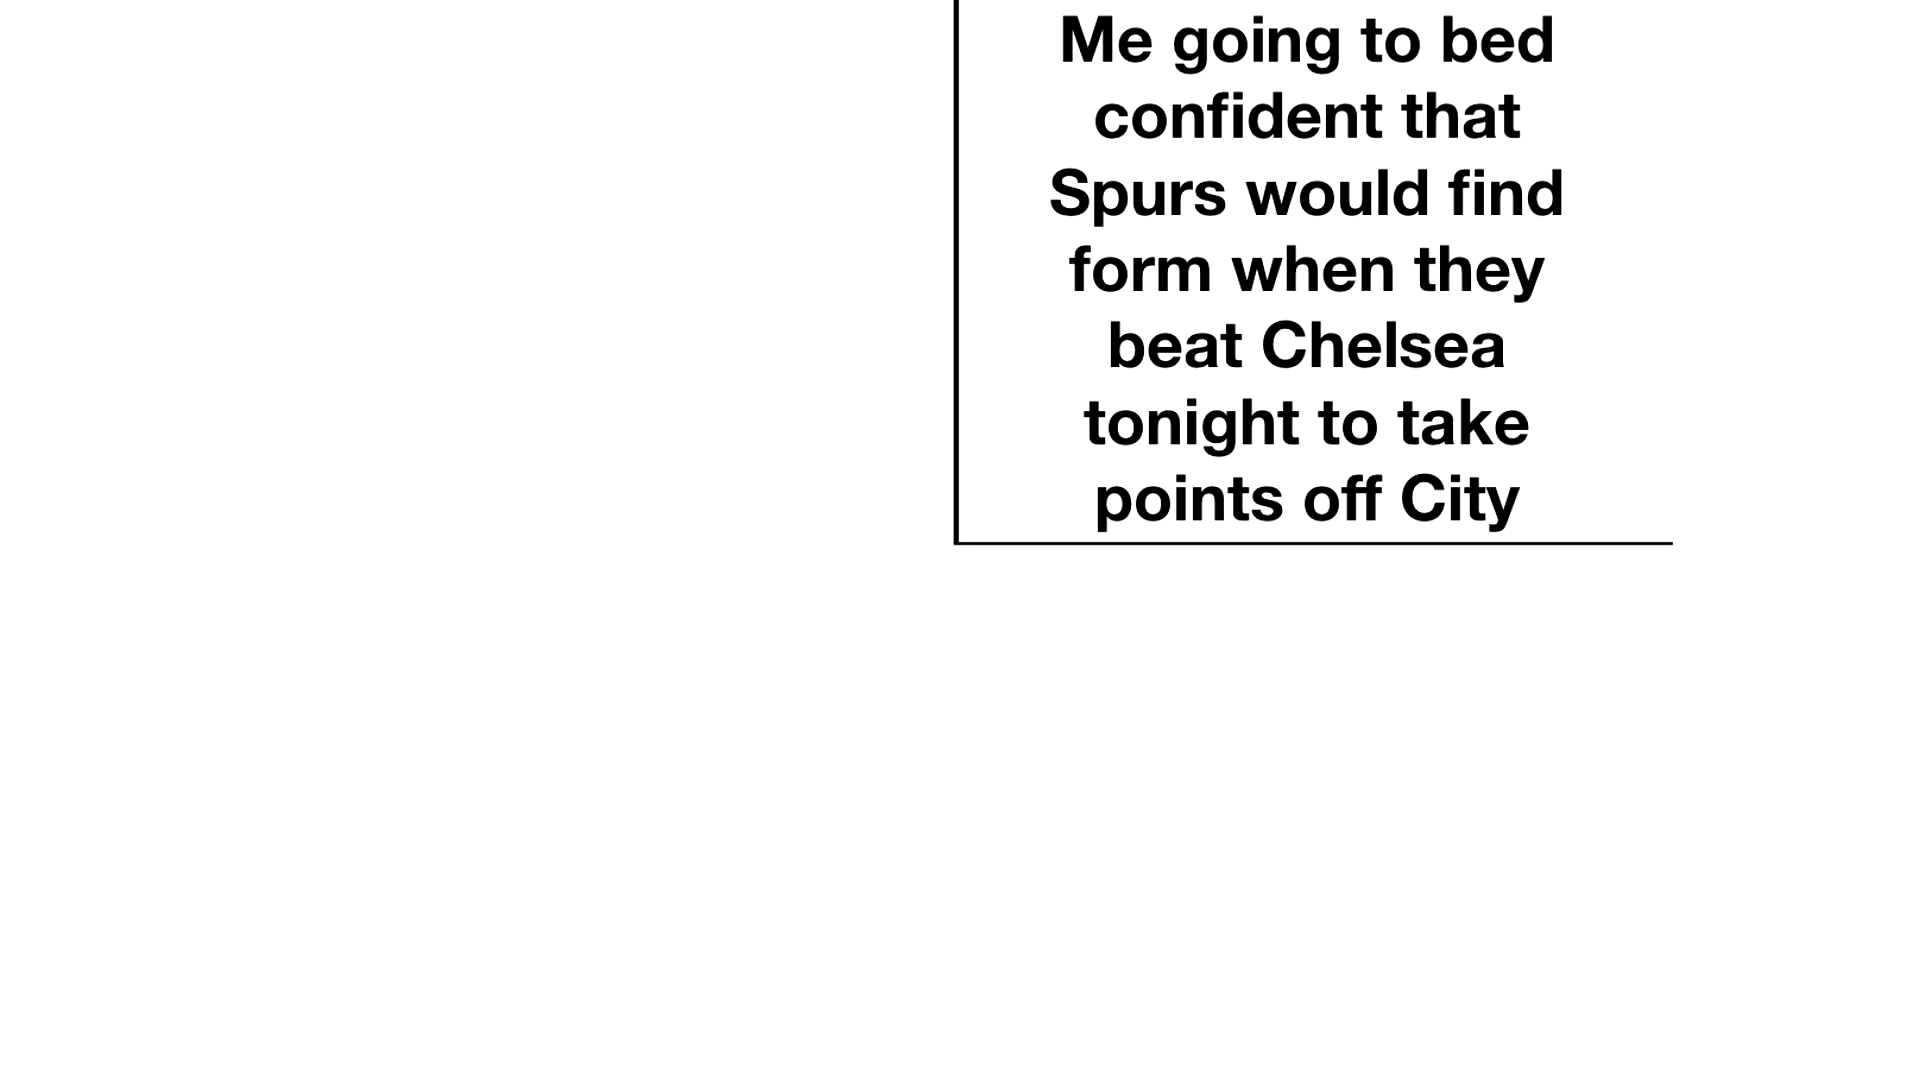 Me going to bed
confident that
Spurs would find
form when they
beat Chelsea
tonight to take
points off City